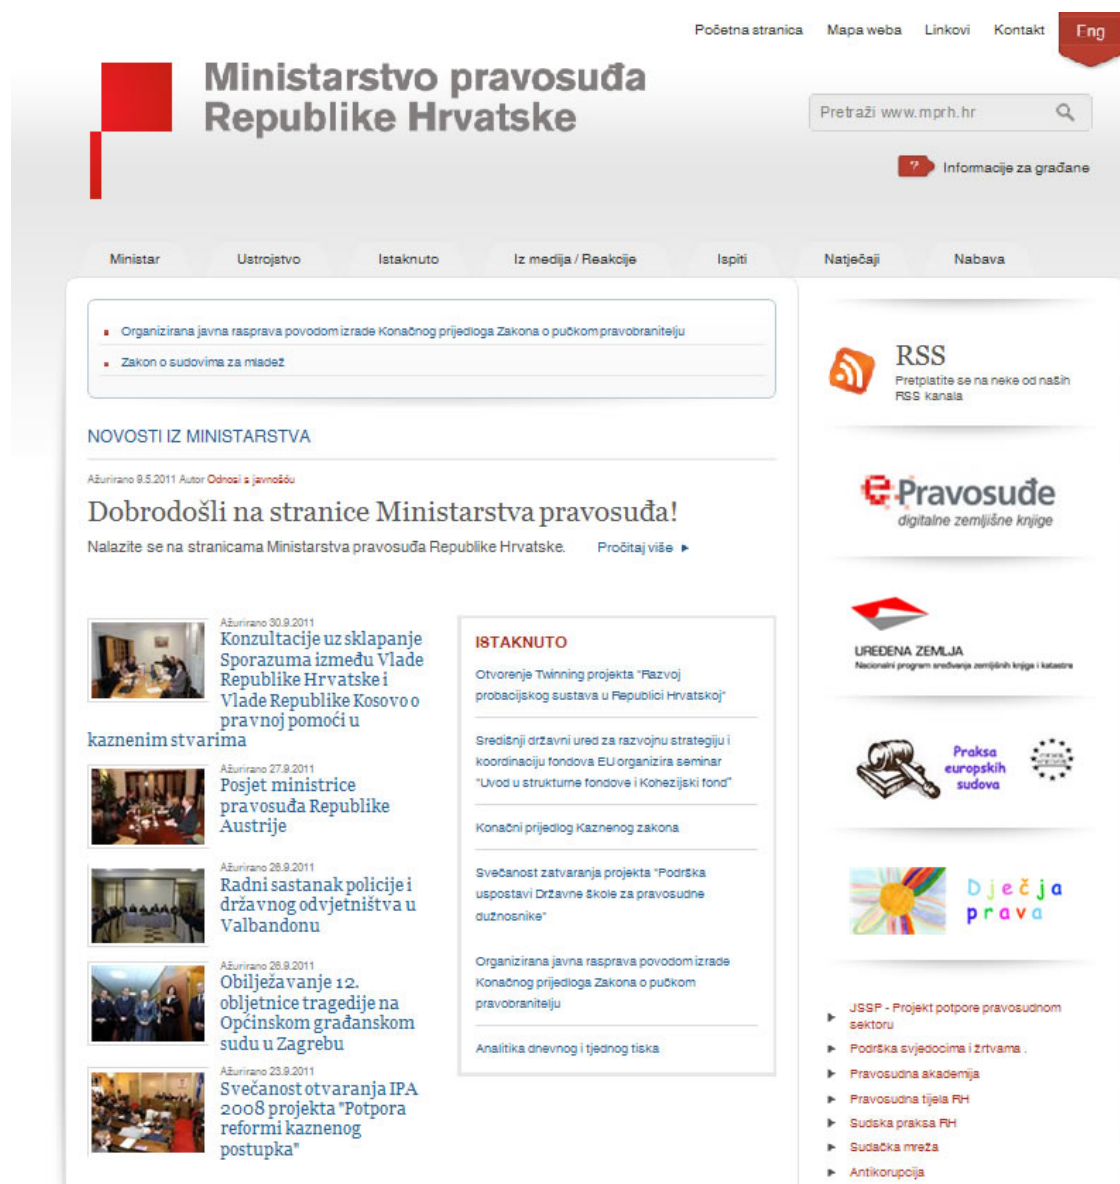 Početna stranica Mapa weba Linkovi Kontakt Eng
Ministarstvo pravosuđa
Republike Hrvatske
Pretraži www.mprh.hr
? Informacije za građane
Ministar Ustrojstvo Istaknuto Iz medija / Reakcije Ispiti Natječaji Nabava
Organizirana javna rasprava povodom izrade Konačnog prijedloga Zakona o pučkom pravobranitelju
Zakon o sudovima za mladež
NOVOSTI IZ MINISTARSTVA
Ažurirano 9.5.2011 Autor Odnosi s javnošću
Dobrodošli na stranice Ministarstva pravosuđa!
Nalazite se na stranicama Ministarstva pravosuđa Republike Hrvatske. Pročitaj više
Ažurirano 30.9.2011
Konzultacije uz sklapanje
Sporazuma između Vlade
Republike Hrvatske i
Vlade Republike Kosovo o
pravnoj pomoći u
kaznenim stvarima
Ažurirano 27.9.2011
Posjet ministrice
pravosuđa Republike
Austrije
Ažurirano 26.9.2011
Radni sastanak policije i
državnog odvjetništva u
Valbandonu
Ažurirano 26.9.2011
Obilježavanje 12.
obljetnice tragedije na
Općinskom građanskom
sudu u Zagrebu
Ažurirano 23.9.2011
Svečanost otvaranja IPA
2008 projekta "Potpora
reformi kaznenog
postupka"
ISTAKNUTO
Otvorenje Twinning projekta "Razvoj
probacijskog sustava u Republici Hrvatskoj"
Središnji državni ured za razvojnu strategiju i
koordinaciju fondova EU organizira seminar
"Uvod u strukturne fondove i Kohezijski fond"
Konačni prijedlog Kaznenog zakona
Svečanost zatvaranja projekta "Podrška
uspostavi Državne škole za pravosudne
dužnosnike"
Organizirana javna rasprava povodom izrade
Konačnog prijedloga Zakona o pučkom
pravobranitelju
Analitika dnevnog i tjednog tiska
RSS
Pretplatite se na neke od naših
RSS kanala
e-Pravosuđe
digitalne zemljišne knjige
UREĐENA ZEMLJA
Nacionalni program sređivanja zemljišnih knjiga i katastra
Praksa
europskih
sudova
Dječja
prava
JSSP - Projekt potpore pravosudnom
sektoru
Podrška svjedocima i žrtvama .
Pravosudna akademija
Pravosudna tijela RH
Sudska praksa RH
Sudačka mreža
Antikorupcija